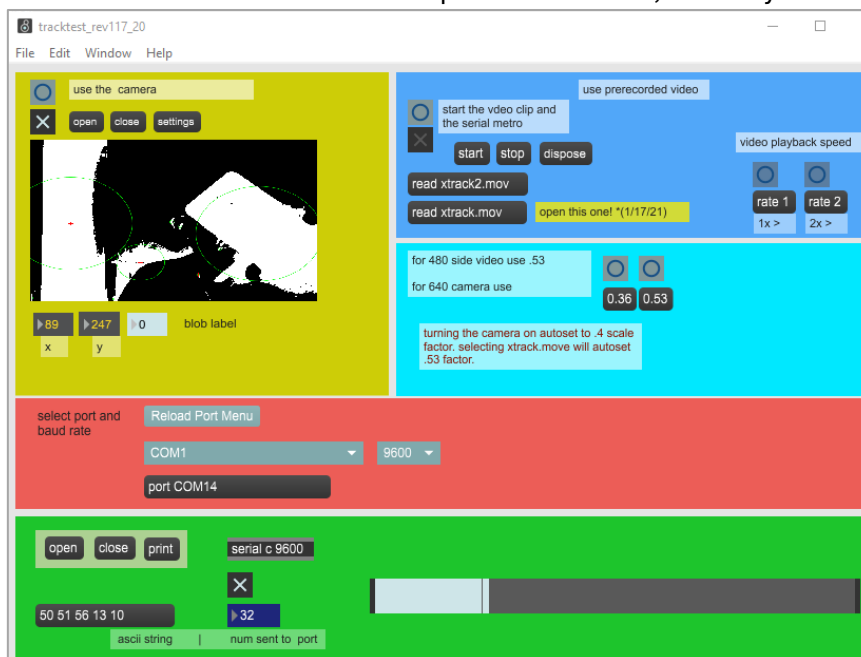 tracktest_rev117_20
File Edit Window Help
use the camera
open close settings
89 247 0 blob label
x y
use prerecorded video
start the vdeo clip and
the serial metro
start stop dispose
read xtrack2.mov
read xtrack.mov open this one! *(1/17/21)
video playback speed
rate 1 rate 2
1x > 2x >
for 480 side video use .53
for 640 camera use
0.36 0.53
turning the camera on autoset to .4 scale
factor. selecting xtrack.move will autoset
.53 factor.
select port and
baud rate
Reload Port Menu
COM1 9600
port COM14
open close print serial c 9600
50 51 56 13 10 32
ascii string | num sent to port